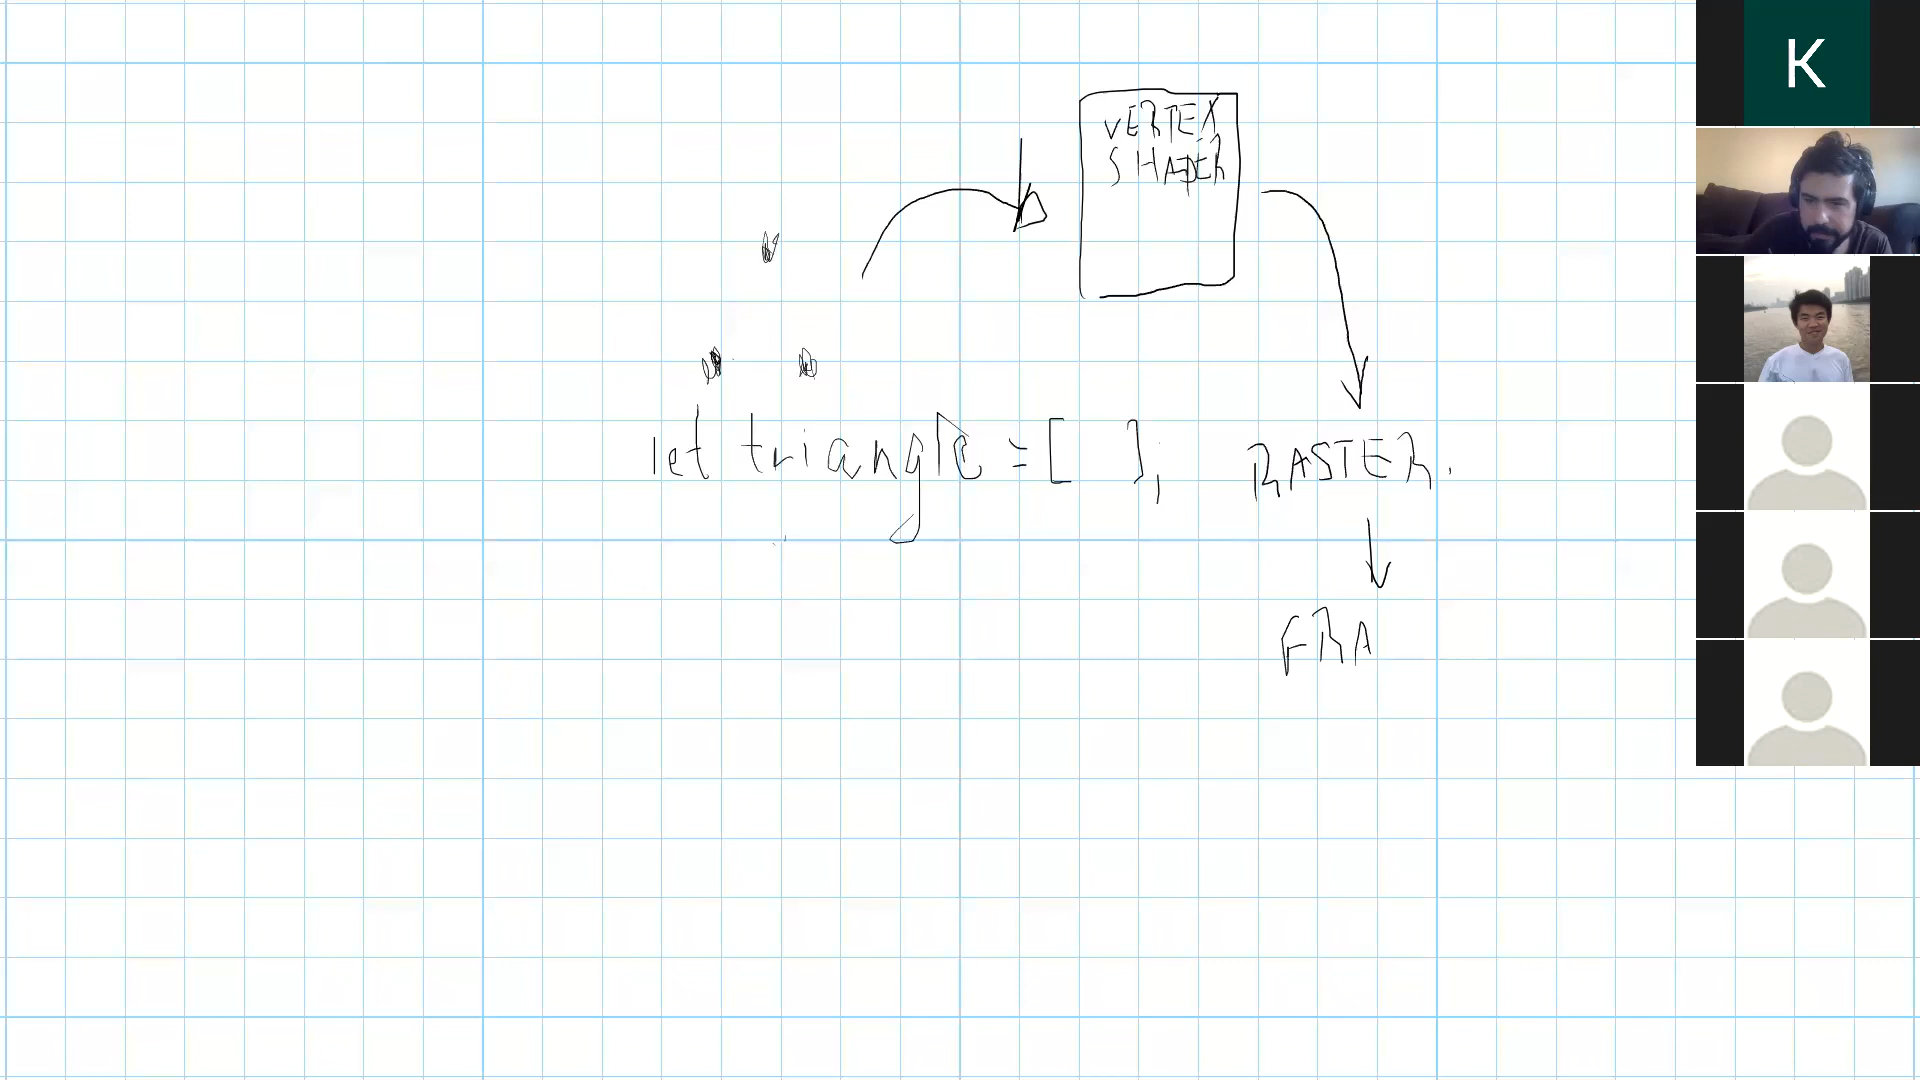 VERTEX
SHADER
let triangle = [ ];
RASTER.
FRA
K